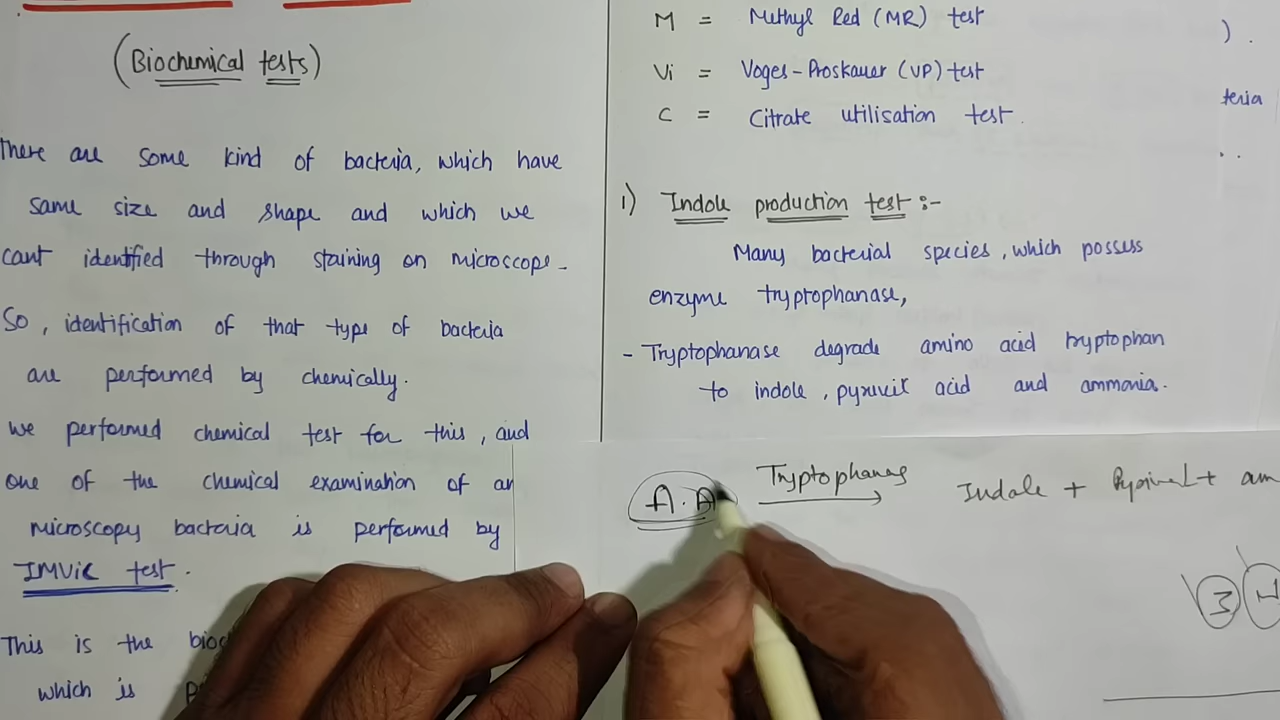 (Biochemical tests)
There are some kind of bacteria, which have
same size and shape and which we
cant identified through staining on microscope.
So, identification of that type of bacteria
are performed by chemically.
We performed chemical test for this, and
one of the chemical examination of an
microscopy bacteria is performed by
IMViC test.
This is the
which is
M = Methyl Red (MR) test
Vi = Voges-Proskauer (VP) test
C = Citrate utilisation test.
).
teria
i) Indole production test :-
Many bacterial species, which possess
enzyme tryptophanase,
- Tryptophanase degrade amino acid tryptophan
to indole, pyruvic acid and ammonia.
A.A Tryptophanas Indole + + am
3